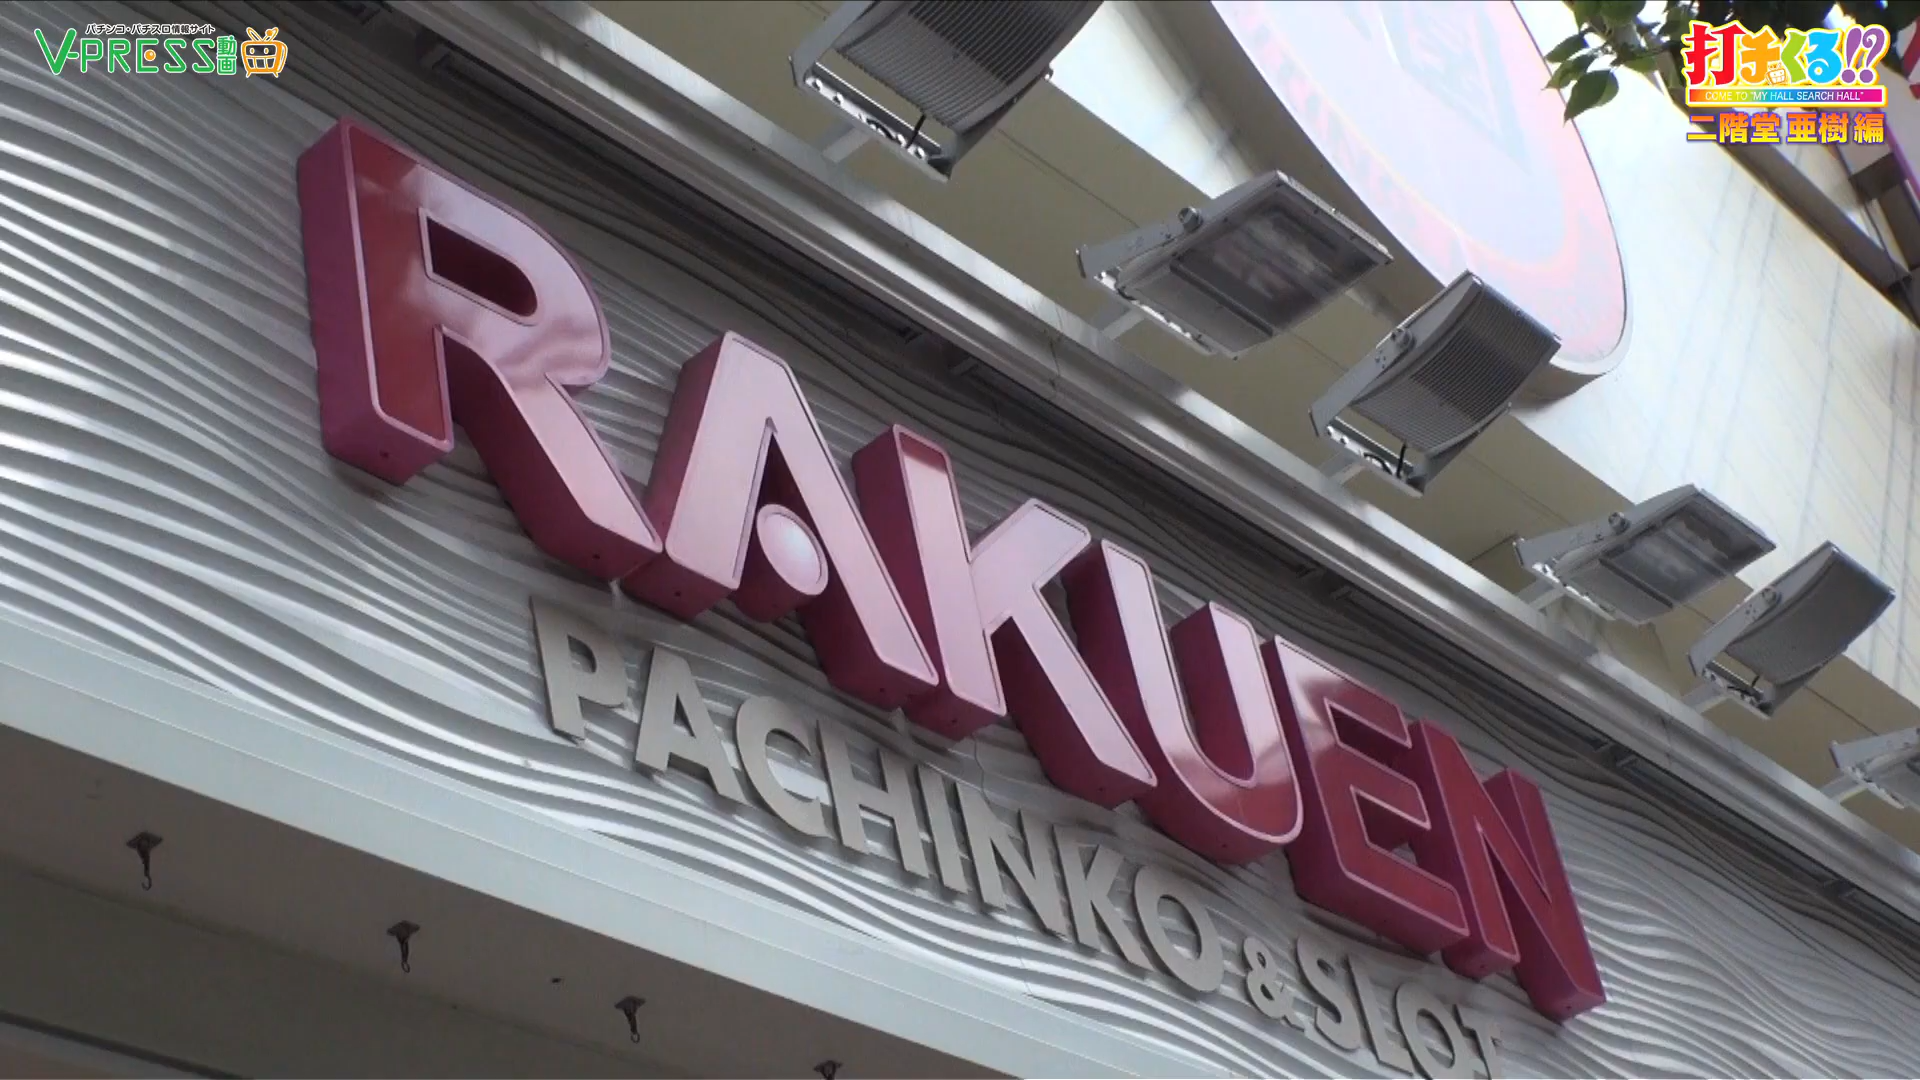 パチンコ・パチスロ情報サイト
V-PRESS動画
打チくる!?
COME TO "MY HALL SEARCH HALL"
二階堂 亜樹 編
RAKUEN
PACHINKO & SLOT